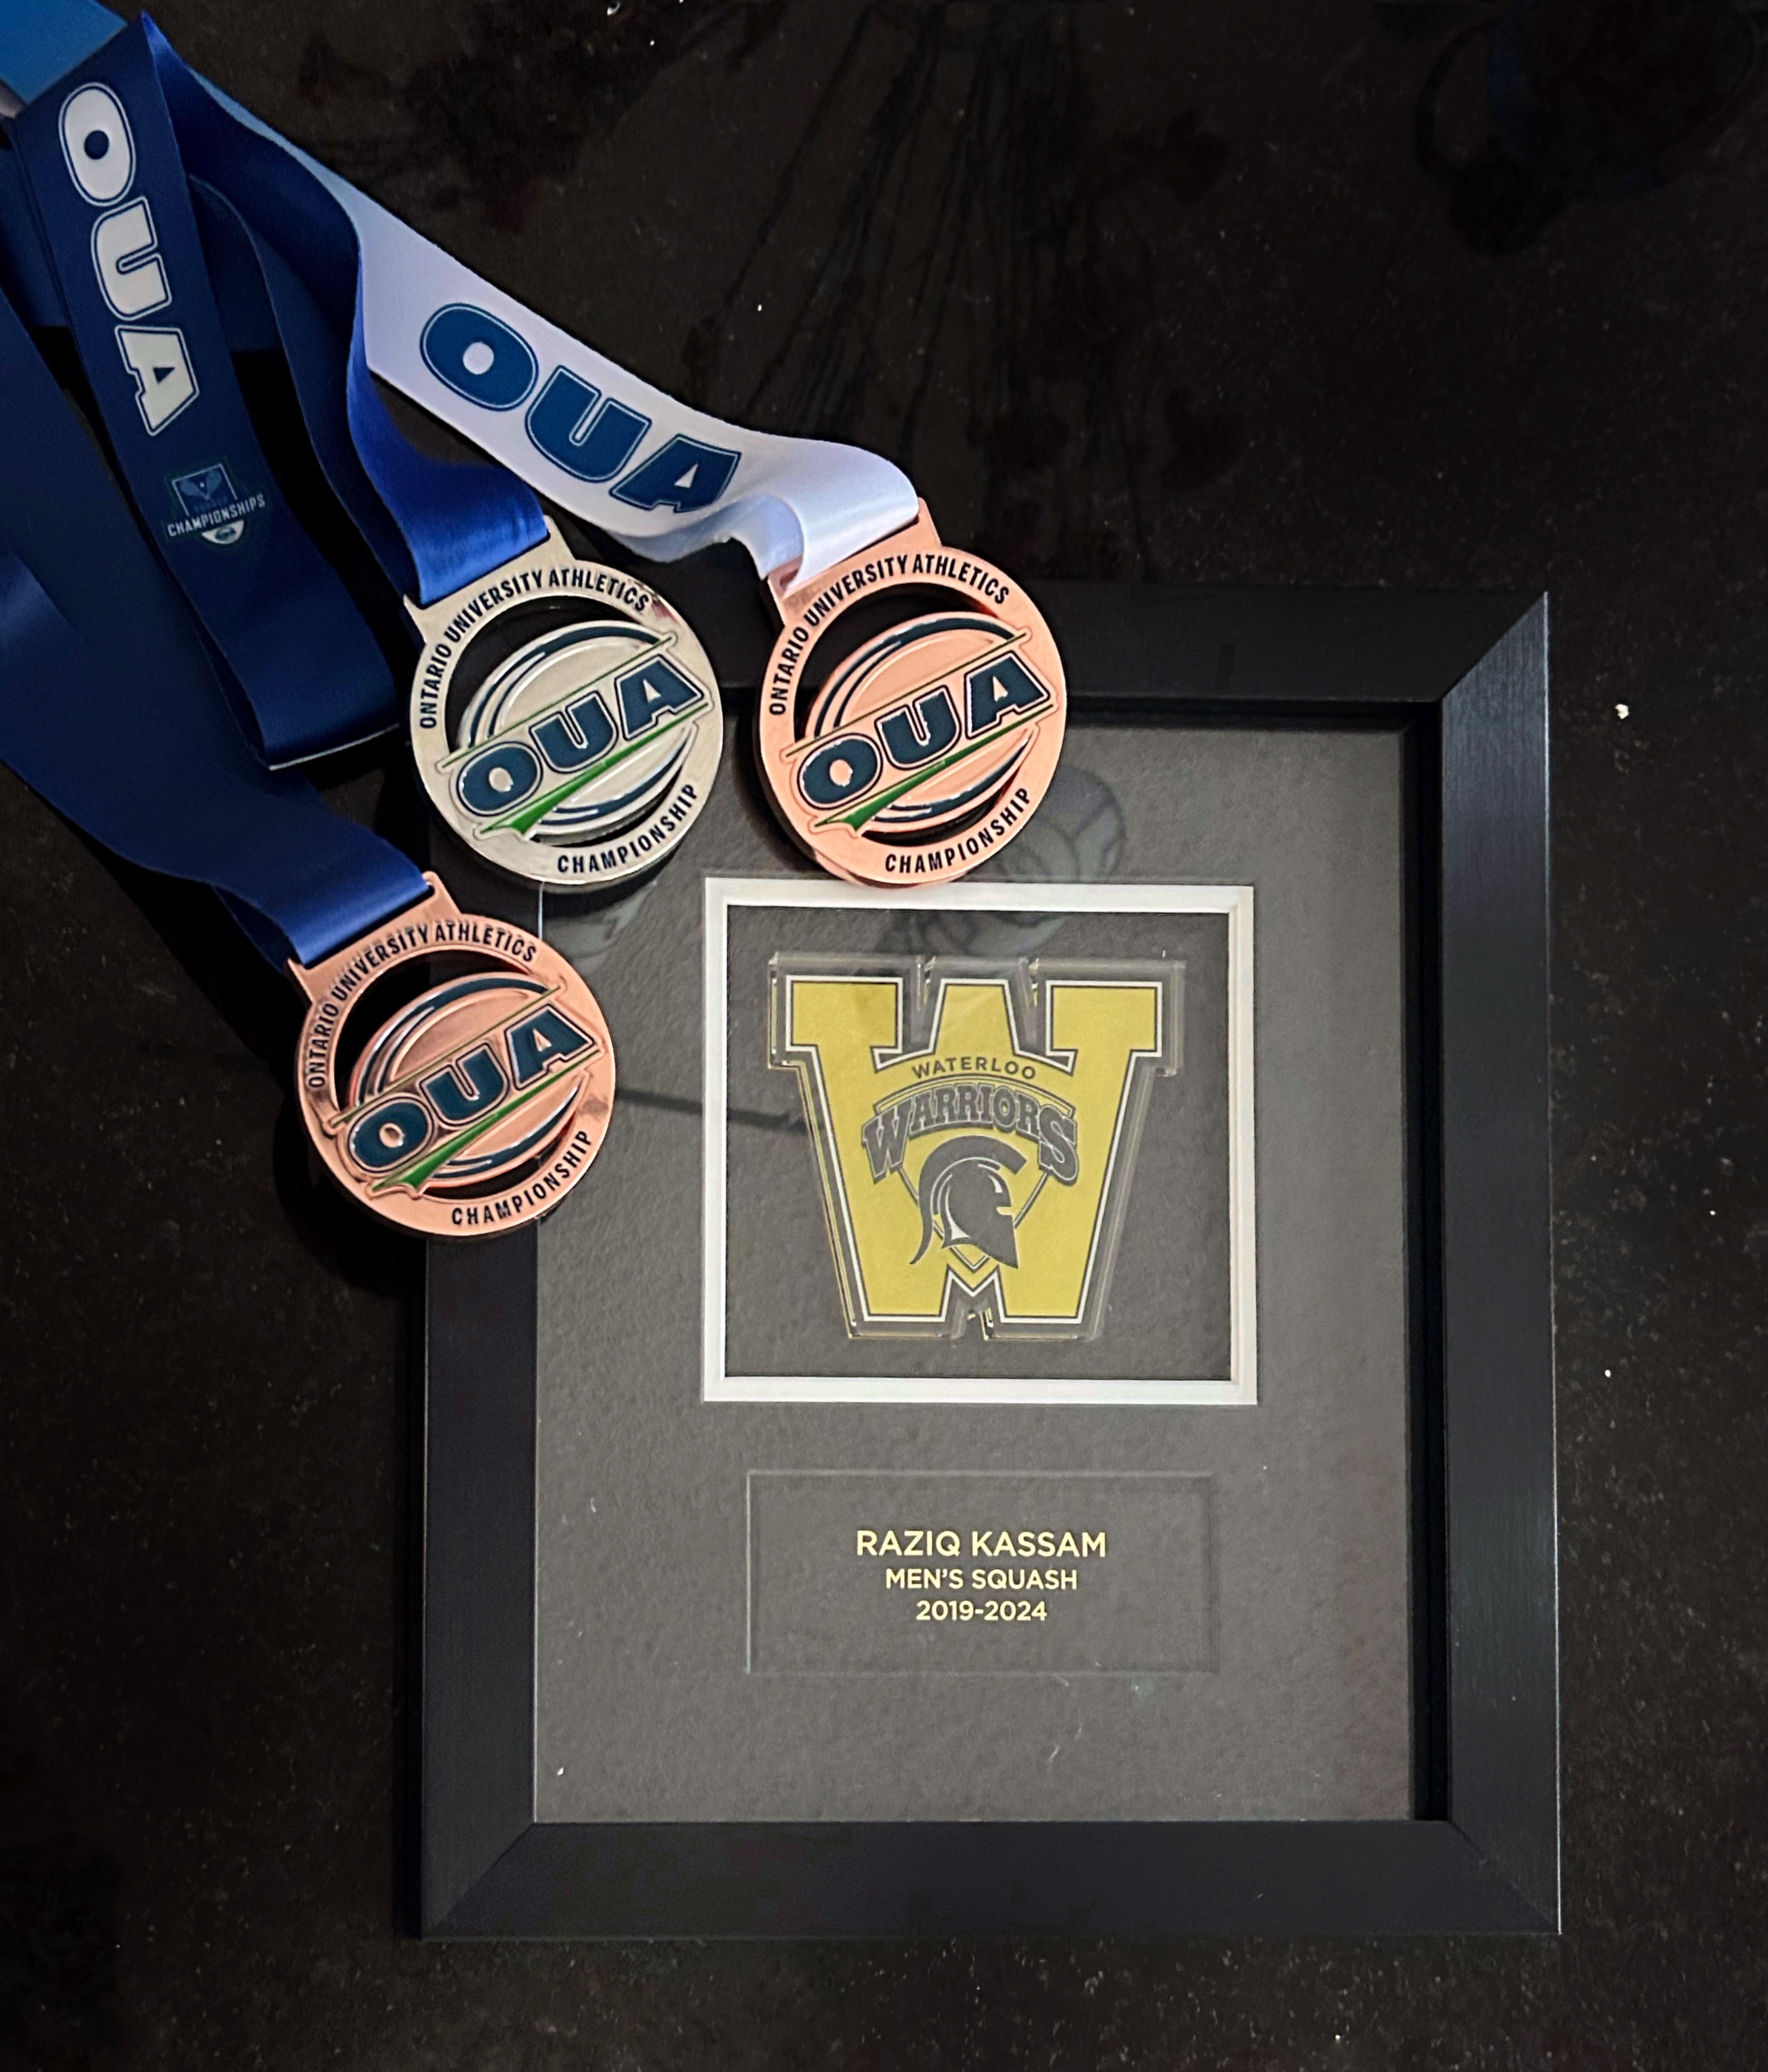 OUA
CHAMPIONSHIPS
OUA
ONTARIO UNIVERSITY ATHLETICS
OUA
CHAMPIONSHIP
ONTARIO UNIVERSITY ATHLETICS
OUA
CHAMPIONSHIP
ONTARIO UNIVERSITY ATHLETICS
OUA
CHAMPIONSHIP
W
WATERLOO
WARRIORS
RAZIQ KASSAM
MEN'S SQUASH
2019-2024